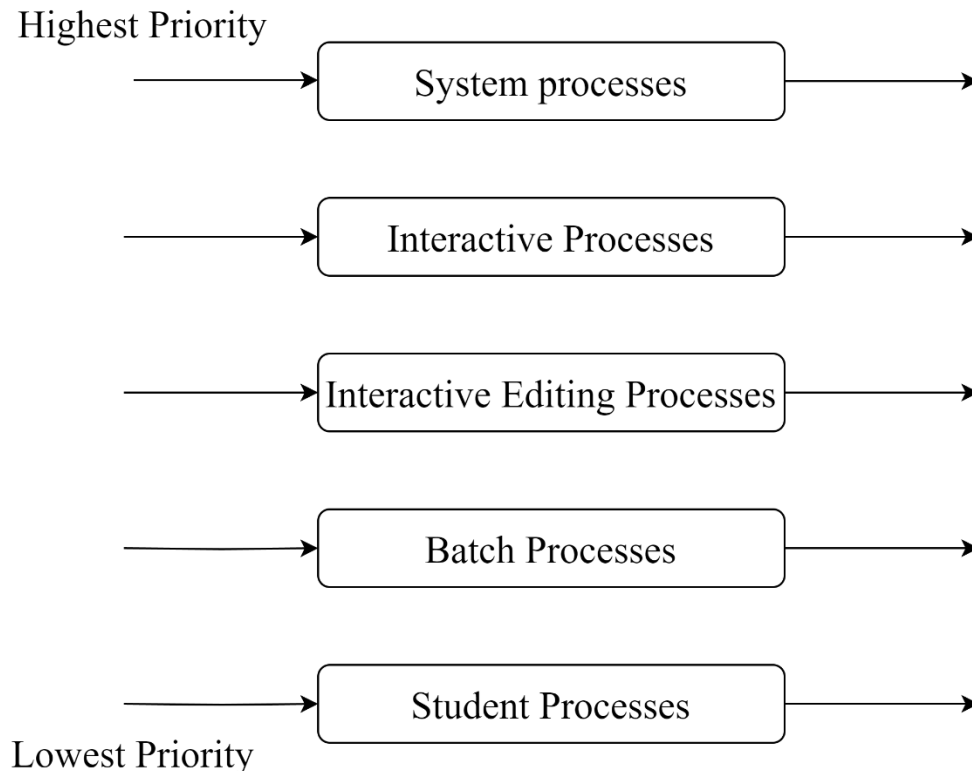 Highest Priority
System processes
Interactive Processes
Interactive Editing Processes
Batch Processes
Student Processes
Lowest Priority